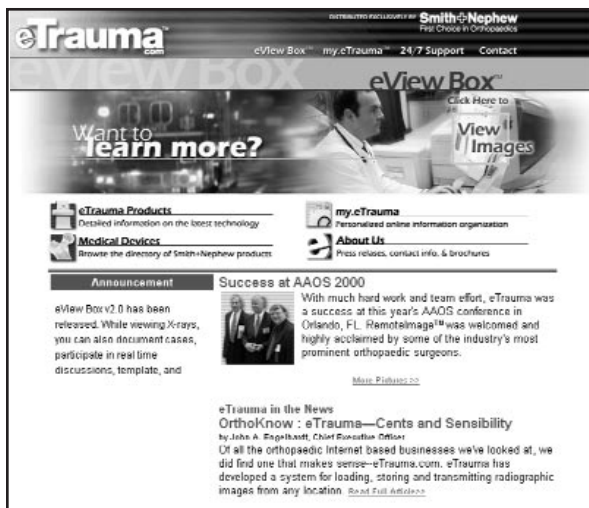 DISTRIBUTED EXCLUSIVELY BY Smith+Nephew
First Choice in Orthopaedics
eTrauma
.com
eView Box™ my.eTrauma™ 24/7 Support Contact
eView Box
eView Box™
Click Here to
View
Images
Want to
learn more?
eTrauma Products
Detailed information on the latest technology
my.eTrauma
Personalized online information organization
Medical Devices
Browse the directory of Smith+Nephew products
About Us
Press relases, contact info. & brochures
Announcement
eView Box v2.0 has been
released. While viewing X-rays,
you can also document cases,
participate in real time
discussions, template, and
Success at AAOS 2000
With much hard work and team effort, eTrauma was
a success at this year's AAOS conference in
Orlando, FL. RemoteImage™ was welcomed and
highly acclaimed by some of the industry's most
prominent orthopaedic surgeons.
More Pictures>>
eTrauma in the News
OrthoKnow : eTrauma—Cents and Sensibility
by John A. Engelhardt, Chief Executive Officer
Of all the orthopaedic Internet based businesses we've looked at, we
did find one that makes sense--eTrauma.com. eTrauma has
developed a system for loading, storing and transmitting radiographic
images from any location. Read Full Article>>